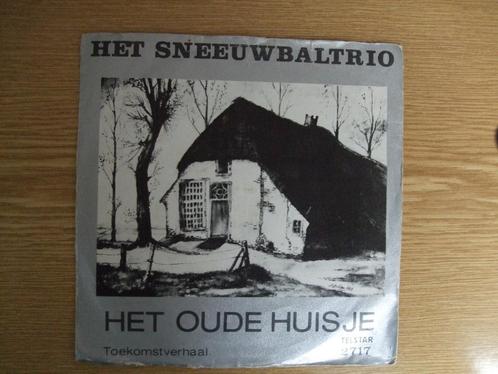 HET SNEEUWBALTRIO
HET OUDE HUISJE
TELSTAR
Toekomstverhaal 2717